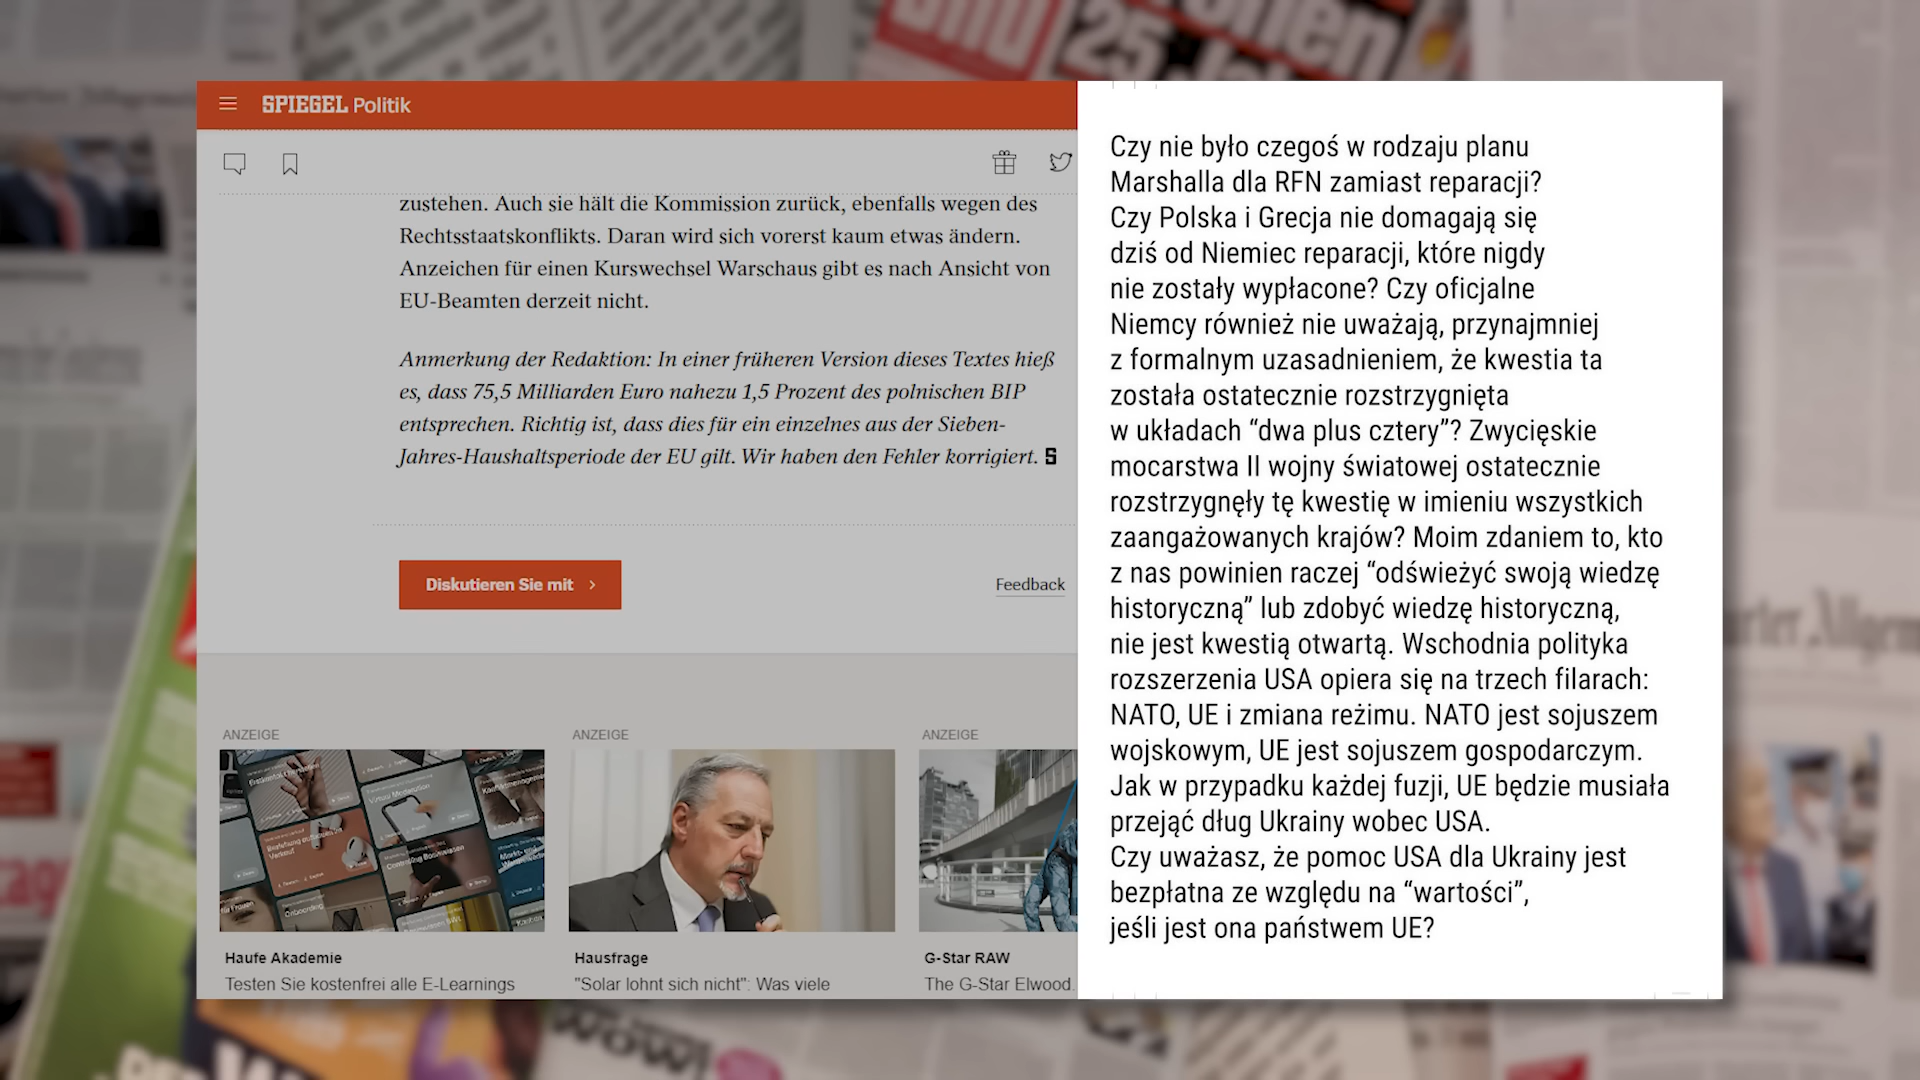 SPIEGEL Politik
zustehen. Auch sie hält die Kommission zurück, ebenfalls wegen des
Rechtsstaatskonflikts. Daran wird sich vorerst kaum etwas ändern.
Anzeichen für einen Kurswechsel Warschaus gibt es nach Ansicht von
EU-Beamten derzeit nicht.
Anmerkung der Redaktion: In einer früheren Version dieses Textes hieß
es, dass 75,5 Milliarden Euro nahezu 1,5 Prozent des polnischen BIP
entsprechen. Richtig ist, dass dies für ein einzelnes aus der Sieben-
Jahres-Haushaltsperiode der EU gilt. Wir haben den Fehler korrigiert. S
Diskutieren Sie mit
Feedback
ANZEIGE
Haufe Akademie
Testen Sie kostenfrei alle E-Learnings
ANZEIGE
Hausfrage
"Solar lohnt sich nicht": Was viele
ANZEIGE
G-Star RAW
The G-Star Elwood.
Czy nie było czegoś w rodzaju planu
Marshalla dla RFN zamiast reparacji?
Czy Polska i Grecja nie domagają się
dziś od Niemiec reparacji, które nigdy
nie zostały wypłacone? Czy oficjalne
Niemcy również nie uważają, przynajmniej
z formalnym uzasadnieniem, że kwestia ta
została ostatecznie rozstrzygnięta
w układach “dwa plus cztery”? Zwycięskie
mocarstwa II wojny światowej ostatecznie
rozstrzygnęły tę kwestię w imieniu wszystkich
zaangażowanych krajów? Moim zdaniem to, kto
z nas powinien raczej “odświeżyć swoją wiedzę
historyczną” lub zdobyć wiedzę historyczną,
nie jest kwestią otwartą. Wschodnia polityka
rozszerzenia USA opiera się na trzech filarach:
NATO, UE i zmiana reżimu. NATO jest sojuszem
wojskowym, UE jest sojuszem gospodarczym.
Jak w przypadku każdej fuzji, UE będzie musiała
przejąć dług Ukrainy wobec USA.
Czy uważasz, że pomoc USA dla Ukrainy jest
bezpłatna ze względu na “wartości”,
jeśli jest ona państwem UE?